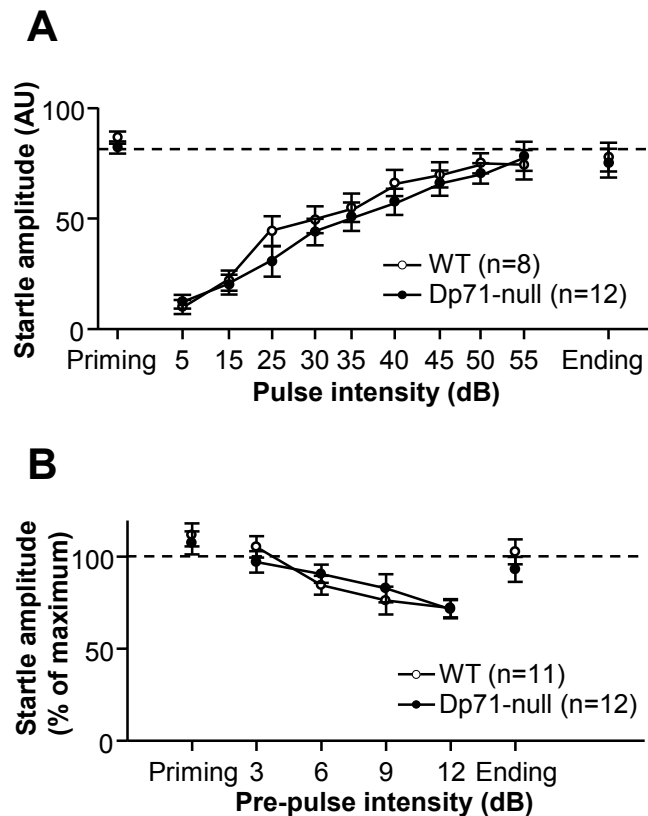 A
Startle amplitude (AU)
100
50
0
WT (n=8)
Dp71-null (n=12)
Priming 5 15 25 30 35 40 45 50 55 Ending
Pulse intensity (dB)
B
Startle amplitude
(% of maximum)
100
50
0
WT (n=11)
Dp71-null (n=12)
Priming 3 6 9 12 Ending
Pre-pulse intensity (dB)